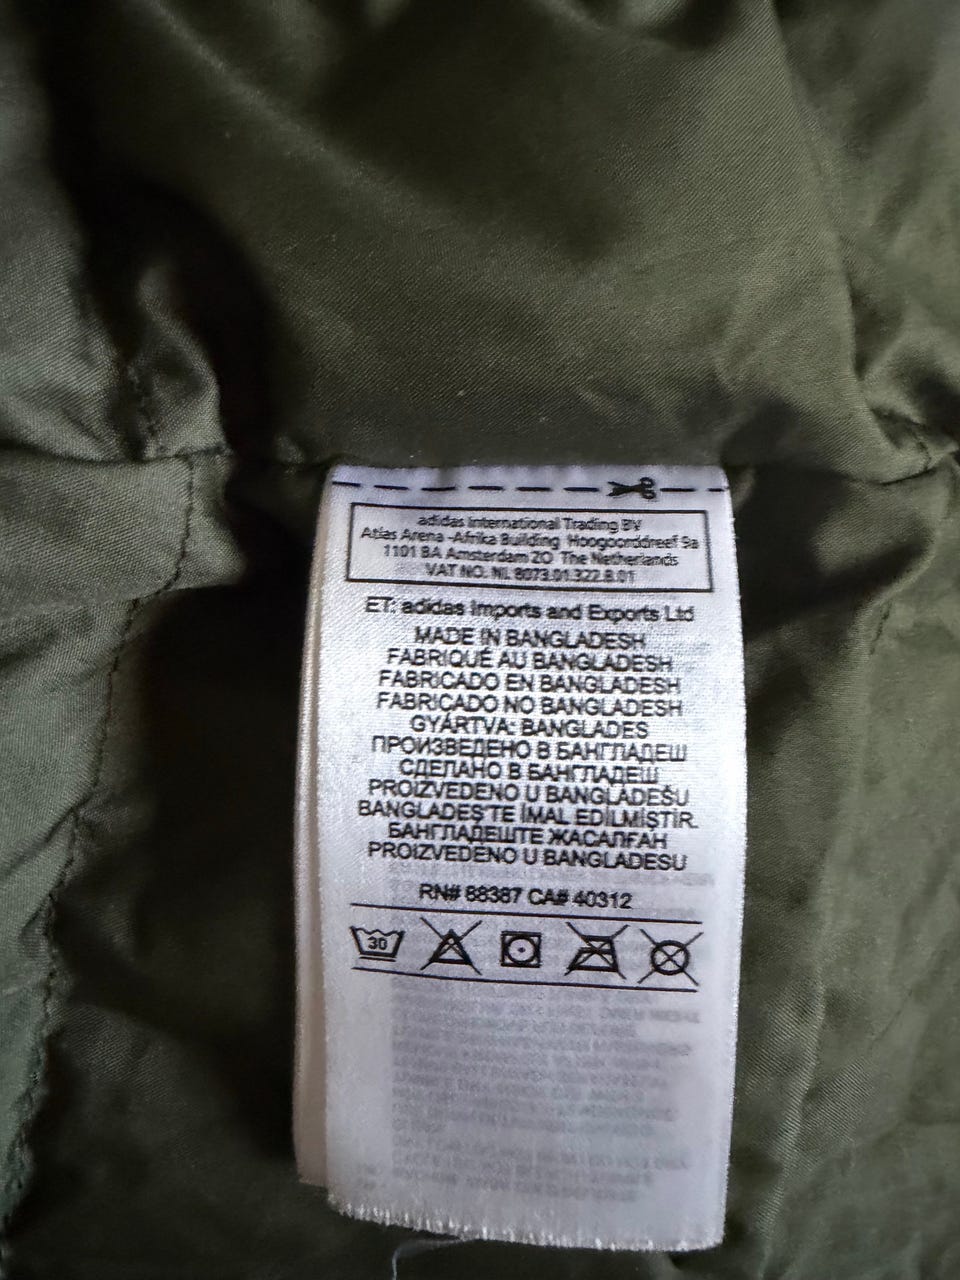 adidas International Trading BV
Atlas Arena -Afrika Building Hoogoorddreef 9a
1101 BA Amsterdam ZO The Netherlands
VAT NO. NL 8073.01.322.B.01
ET: adidas Imports and Exports Ltd
MADE IN BANGLADESH
FABRIQUÉ AU BANGLADESH
FABRICADO EN BANGLADESH
FABRICADO NO BANGLADESH
GYÁRTVA: BANGLADES
ПРОИЗВЕДЕНО В БАНГЛАДЕШ
СДЕЛАНО В БАНГЛАДЕШ
PROIZVEDENO U BANGLADEŠU
BANGLADEŞ'TE İMAL EDİLMİSTİR.
БАНГЛАДЕШТЕ ЖАСАЛҒАН
PROIZVEDENO U BANGLADESU
RN# 88387 CA# 40312
30